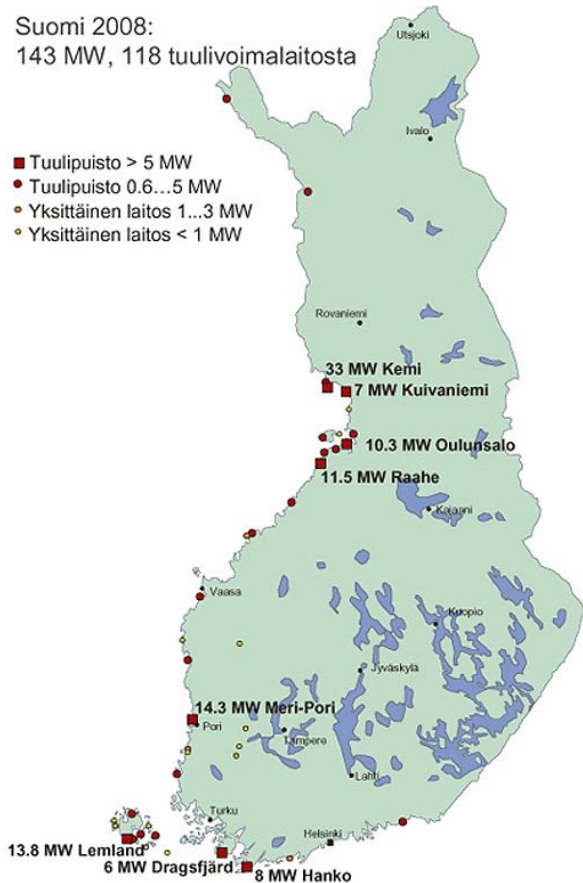 Suomi 2008:
143 MW, 118 tuulivoimalaitosta
Tuulipuisto > 5 MW
Tuulipuisto 0.6...5 MW
Yksittäinen laitos 1...3 MW
Yksittäinen laitos < 1 MW
Utsjoki
Ivalo
Rovaniemi
33 MW Kemi
7 MW Kuivaniemi
10.3 MW Oulunsalo
11.5 MW Raahe
Kajaani
Vaasa
Kuopio
Jyväskylä
14.3 MW Meri-Pori
Pori
Tampere
Lahti
Turku
Helsinki
13.8 MW Lemland
6 MW Dragsfjärd
8 MW Hanko